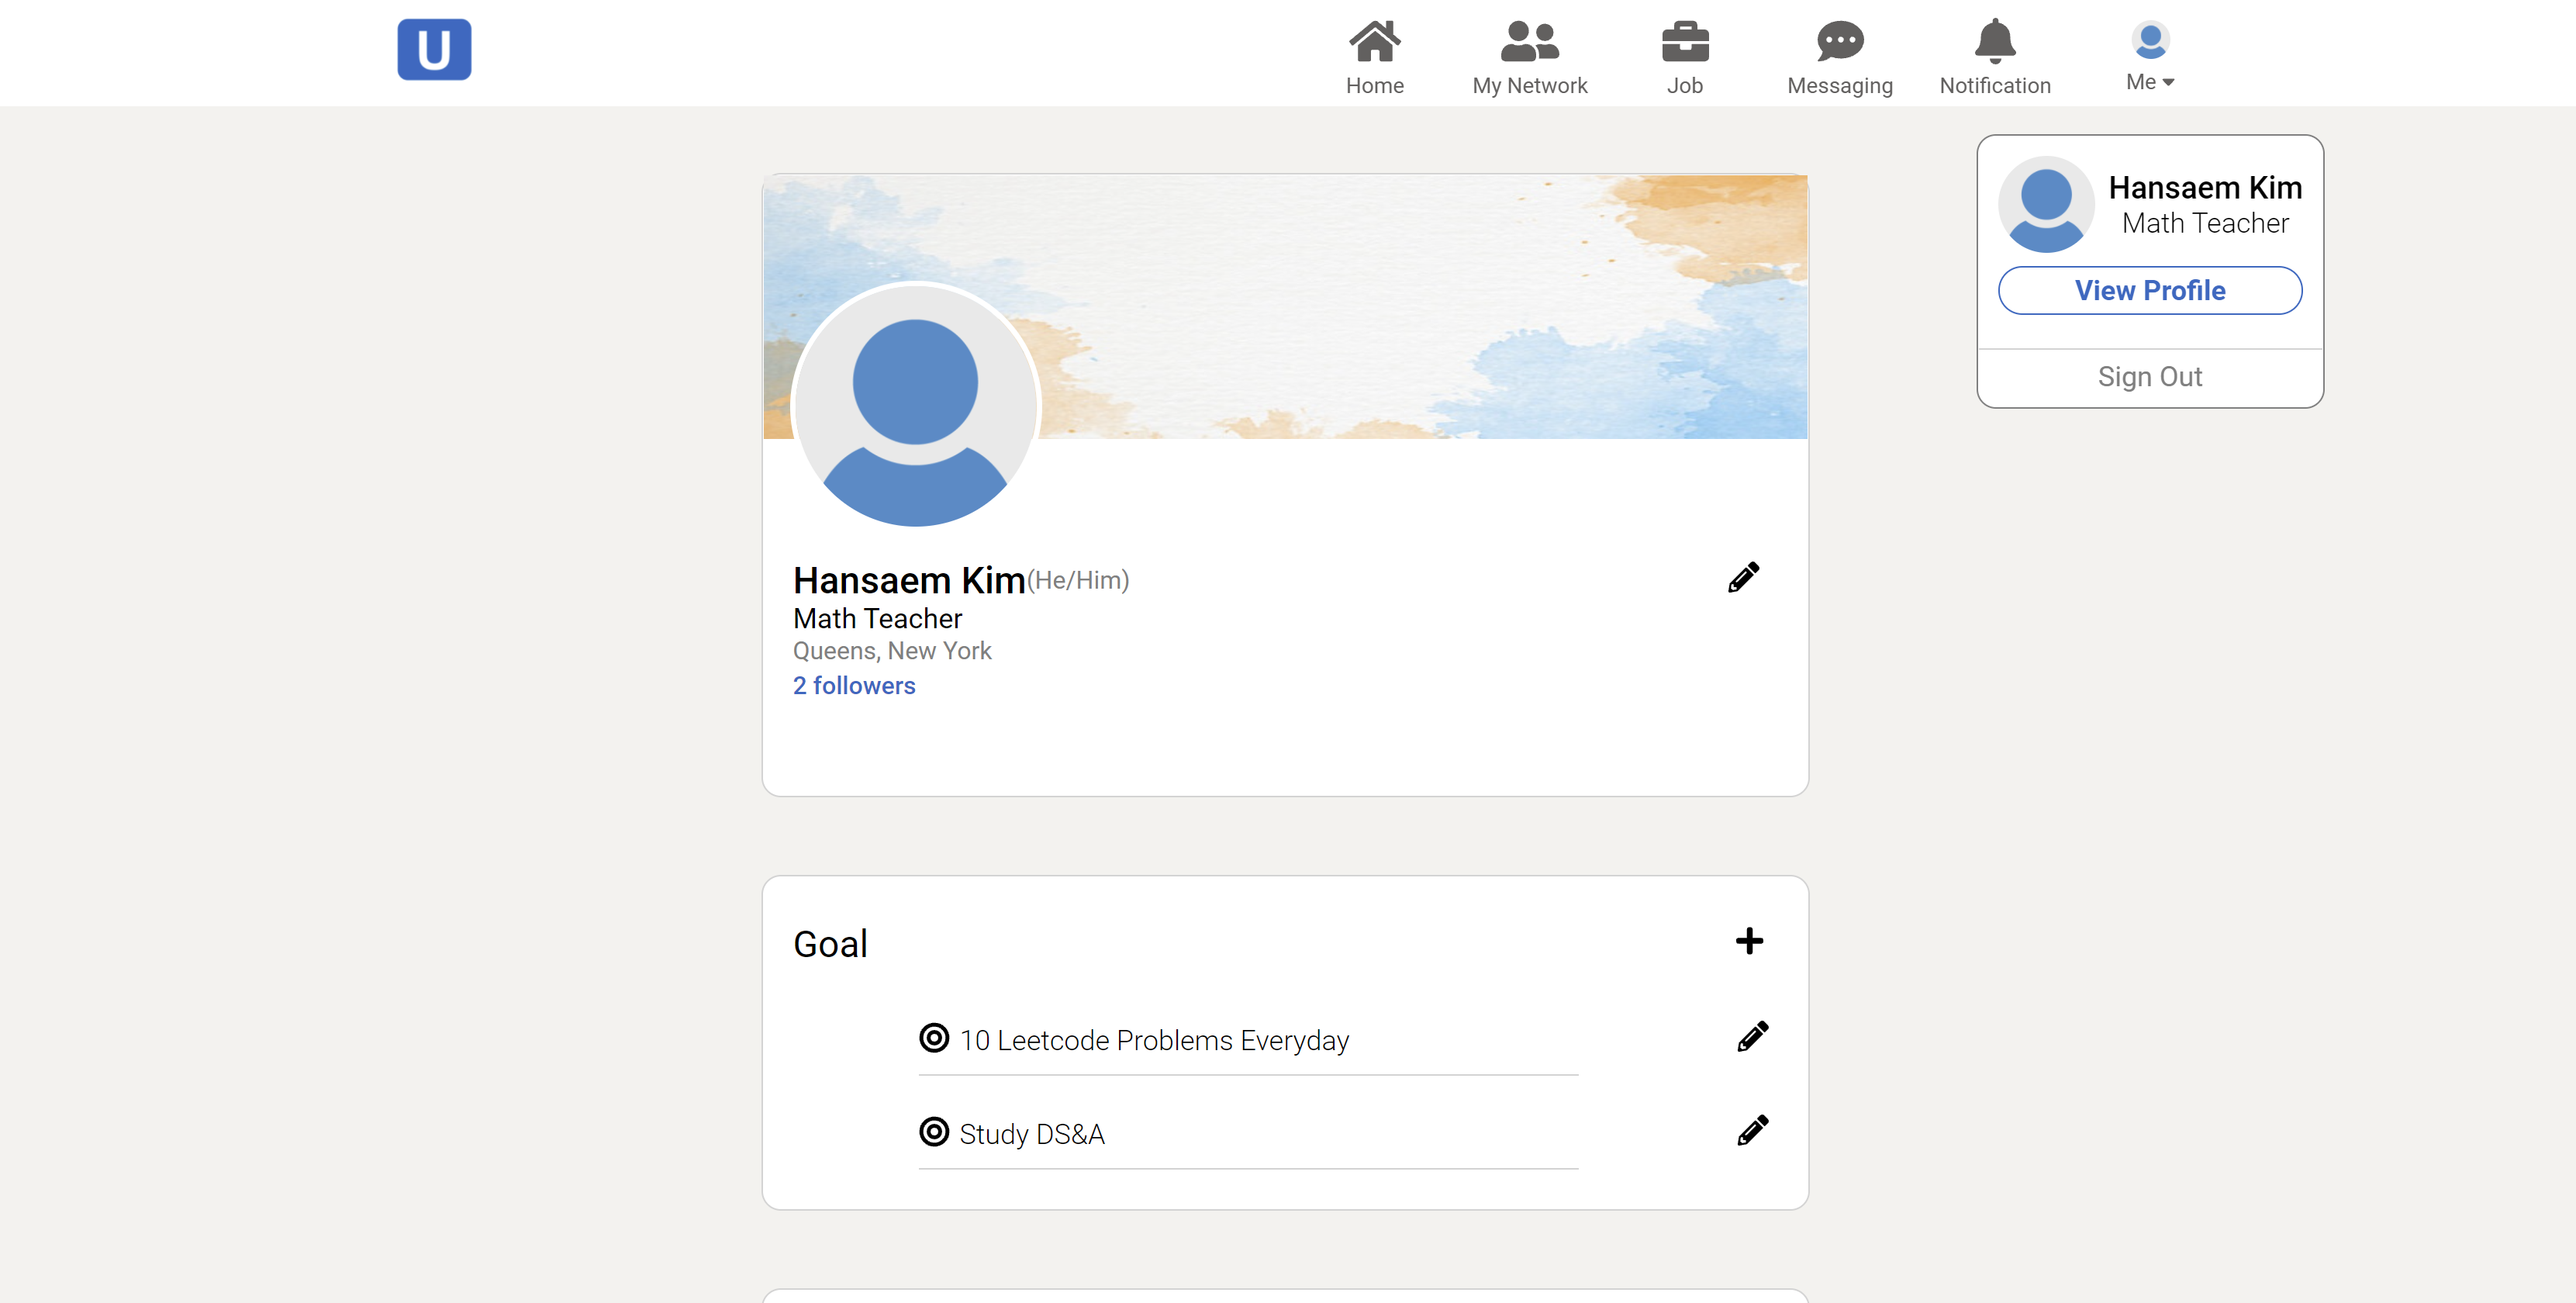 U
Home
My Network
Job
Messaging
Notification
Me
Hansaem Kim
Math Teacher
View Profile
Sign Out
Hansaem Kim(He/Him)
Math Teacher
Queens, New York
2 followers
Goal
10 Leetcode Problems Everyday
Study DS&A